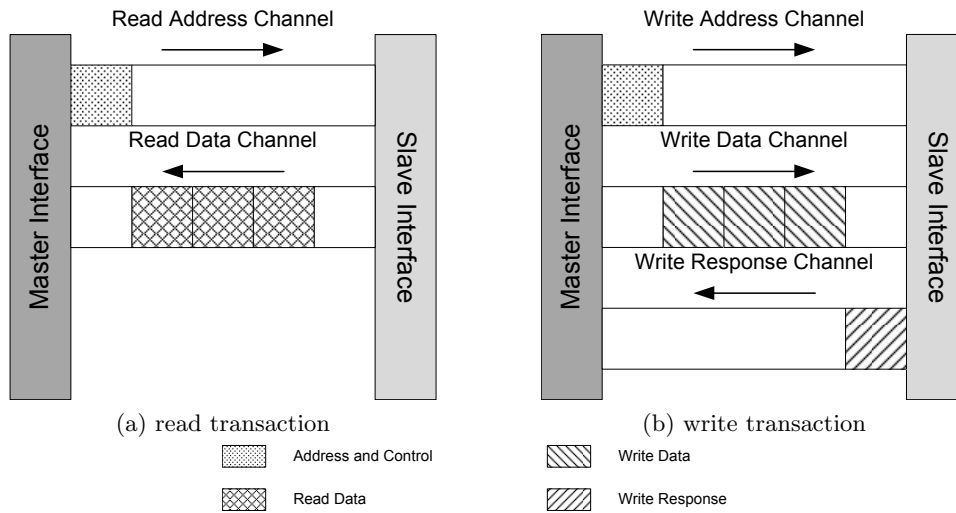 Read Address Channel
Write Address Channel
Master Interface
Read Data Channel
Slave Interface
Master Interface
Write Data Channel
Write Response Channel
Slave Interface
(a) read transaction
(b) write transaction
Address and Control
Write Data
Read Data
Write Response